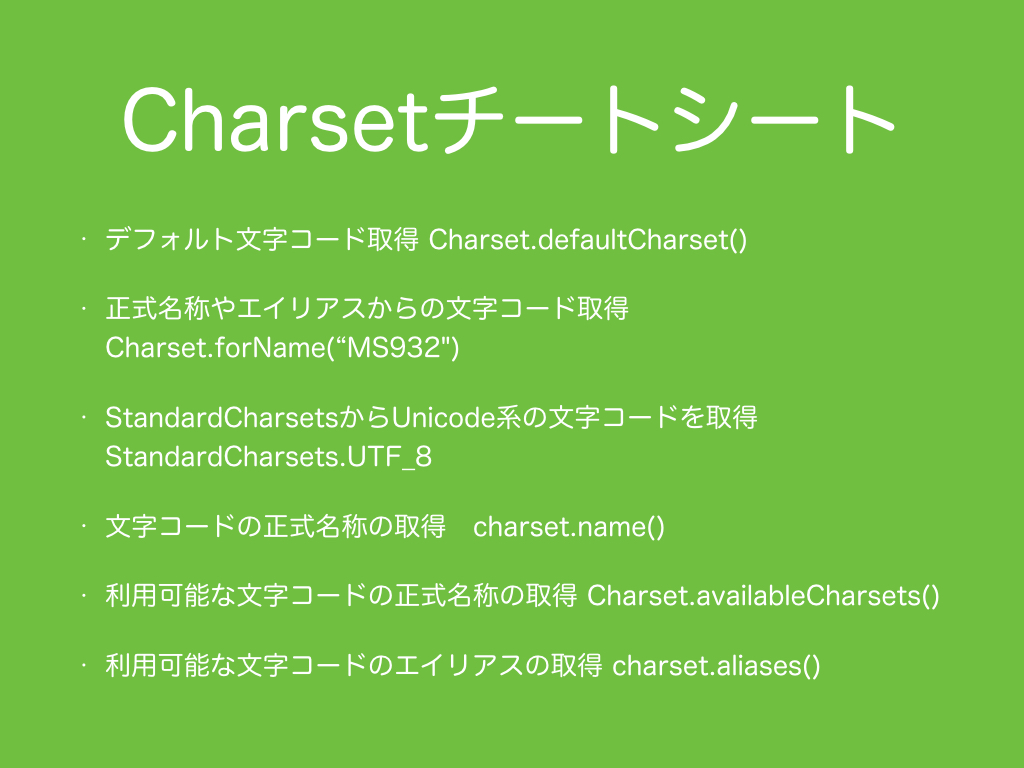 Charsetチートシート
・ デフォルト文字コード取得 Charset.defaultCharset()
・ 正式名称やエイリアスからの文字コード取得
Charset.forName(“MS932")
・ StandardCharsetsからUnicode系の文字コードを取得
StandardCharsets.UTF_8
・ 文字コードの正式名称の取得　charset.name()
・ 利用可能な文字コードの正式名称の取得 Charset.availableCharsets()
・ 利用可能な文字コードのエイリアスの取得 charset.aliases()